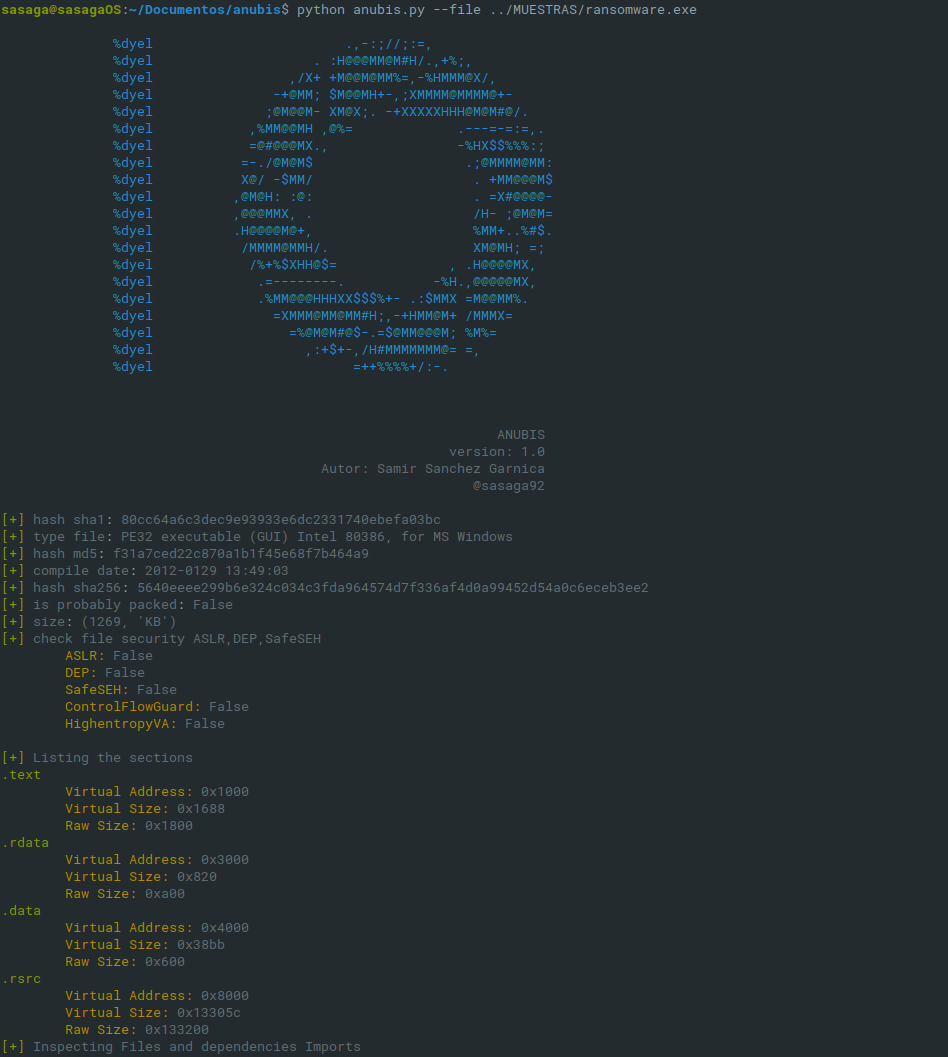 sasaga@sasagaOS:~/Documentos/anubis$ python anubis.py --file ../MUESTRAS/ransomware.exe
%dyel                        .,-:;//;:=,
%dyel                    . :H@@@MM@M#H/.,+%;,
%dyel                 ,/X+ +M@@M@MM%=,-%HMMM@X/,
%dyel               -+@MM; $M@@MH+-,;XMMMM@MMMM@+-
%dyel              ;@M@@M- XM@X;. -+XXXXXHHH@M@M#@/.
%dyel            ,%MM@@MH ,@%=             .---=-=:=,.
%dyel            =@#@@@MX.,                -%HX$$%%%:;
%dyel           =-./@M@M$                   .;@MMMM@MM:
%dyel           X@/ -$MM/                    . +MM@@@M$
%dyel          ,@M@H: :@:                    . =X#@@@@-
%dyel          ,@@@MMX, .                    /H- ;@M@M=
%dyel          .H@@@@M@+,                    %MM+..%#$.
%dyel           /MMMM@MMH/.                  XM@MH; =;
%dyel            /%+%$XHH@$=              , .H@@@@MX,
%dyel             .=--------.           -%H.,@@@@@MX,
%dyel             .%MM@@@HHHXX$$$%+- .:$MMX =M@@MM%.
%dyel               =XMMM@MM@MM#H;,-+HMM@M+ /MMMX=
%dyel                 =%@M@M#@$-.=$@MM@@@M; %M%=
%dyel                   ,:+$+-,/H#MMMMMMM@= =,
%dyel                         =++%%%%+/:-.
ANUBIS
version: 1.0
Autor: Samir Sanchez Garnica
@sasaga92
[+] hash sha1: 80cc64a6c3dec9e93933e6dc2331740ebefa03bc
[+] type file: PE32 executable (GUI) Intel 80386, for MS Windows
[+] hash md5: f31a7ced22c870a1b1f45e68f7b464a9
[+] compile date: 2012-0129 13:49:03
[+] hash sha256: 5640eeee299b6e324c034c3fda964574d7f336af4d0a99452d54a0c6eceb3ee2
[+] is probably packed: False
[+] size: (1269, 'KB')
[+] check file security ASLR,DEP,SafeSEH
ASLR: False
DEP: False
SafeSEH: False
ControlFlowGuard: False
HighentropyVA: False
[+] Listing the sections
.text
Virtual Address: 0x1000
Virtual Size: 0x1688
Raw Size: 0x1800
.rdata
Virtual Address: 0x3000
Virtual Size: 0x820
Raw Size: 0xa00
.data
Virtual Address: 0x4000
Virtual Size: 0x38bb
Raw Size: 0x600
.rsrc
Virtual Address: 0x8000
Virtual Size: 0x13305c
Raw Size: 0x133200
[+] Inspecting Files and dependencies Imports